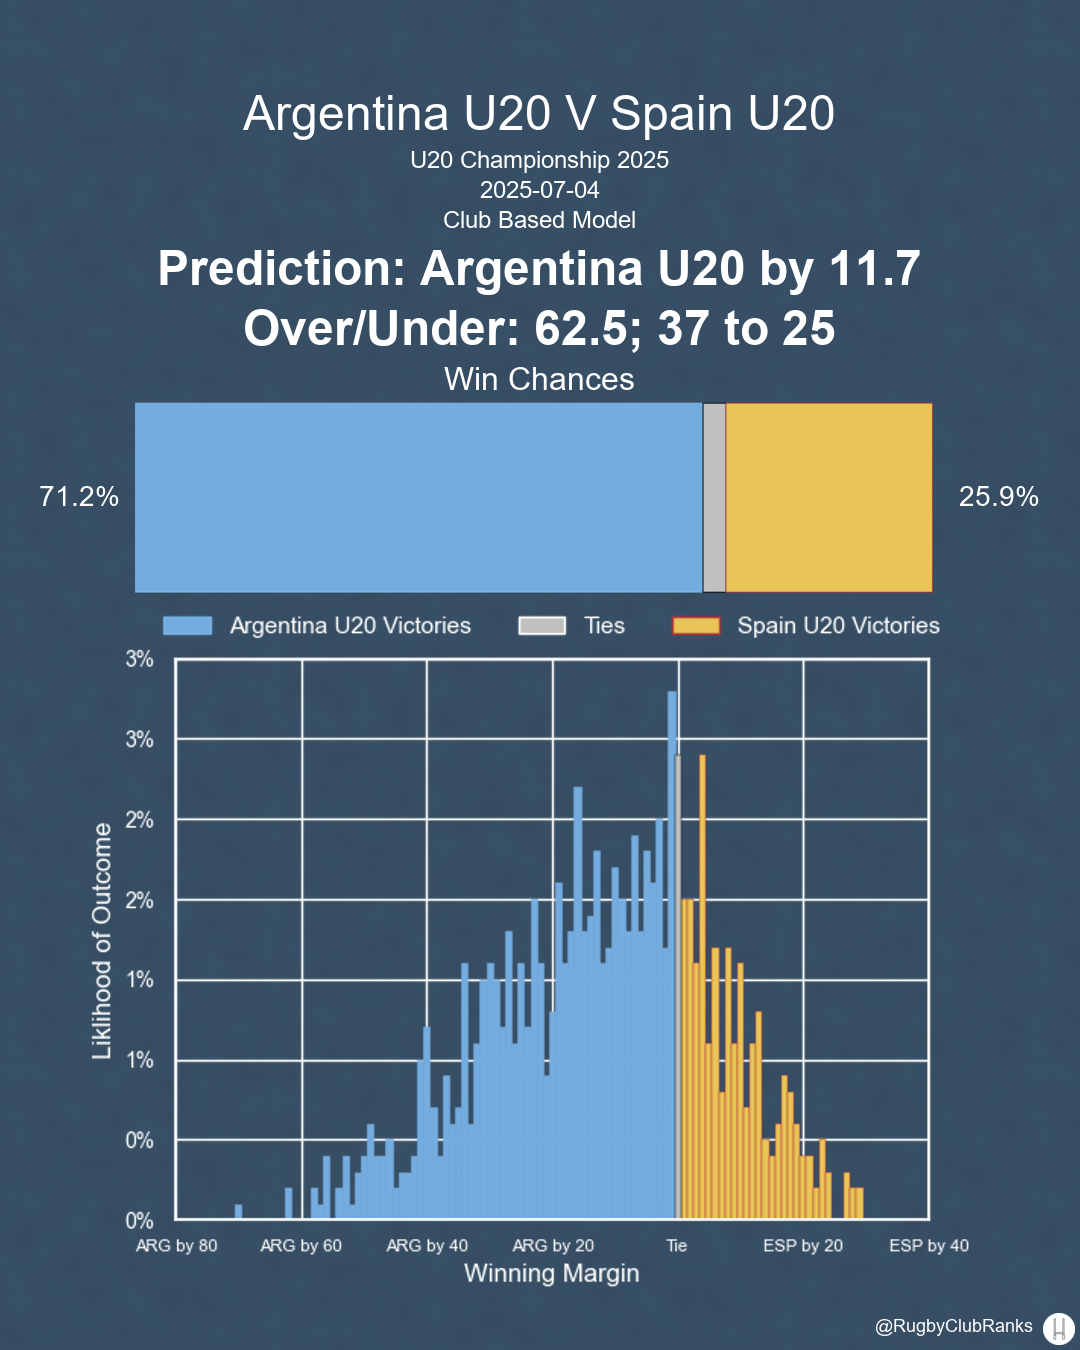 Argentina U20 V Spain U20
U20 Championship 2025
2025-07-04
Club Based Model
Prediction: Argentina U20 by 11.7
Over/Under: 62.5; 37 to 25
Win Chances
71.2%
25.9%
Argentina U20 Victories
Ties
Spain U20 Victories
3%
3%
2%
2%
1%
1%
0%
0%
Liklihood of Outcome
ARG by 80
ARG by 60
ARG by 40
ARG by 20
Tie
ESP by 20
ESP by 40
Winning Margin
@RugbyClubRanks